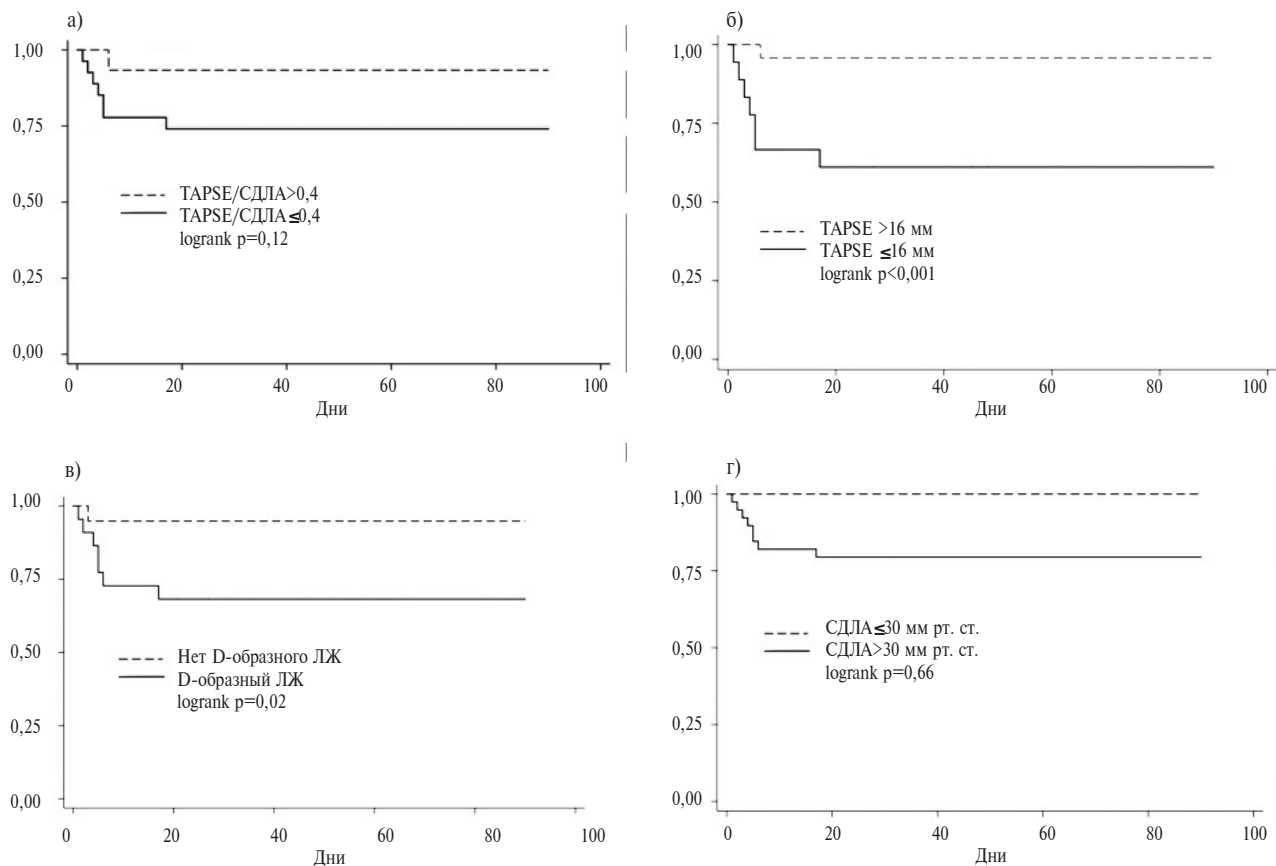 а)
1,00
0,75
0,50
0,25
0,00
TAPSE/СДЛА>0,4
TAPSE/СДЛА≤0,4
logrank p=0,12
0 20 40 60 80 100
Дни
б)
1,00
0,75
0,50
0,25
0,00
TAPSE >16 мм
TAPSE ≤16 мм
logrank p<0,001
0 20 40 60 80 100
Дни
в)
1,00
0,75
0,50
0,25
0,00
Нет D-образного ЛЖ
D-образный ЛЖ
logrank p=0,02
0 20 40 60 80 100
Дни
г)
1,00
0,75
0,50
0,25
0,00
СДЛА≤30 мм рт. ст.
СДЛА>30 мм рт. ст.
logrank p=0,66
0 20 40 60 80 100
Дни